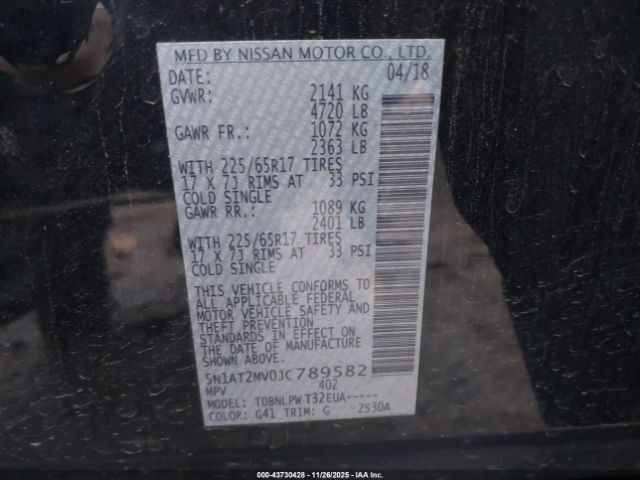 MFD BY NISSAN MOTOR CO., LTD.
DATE: 04/18
GVWR: 2141 KG
4720 LB
GAWR FR.: 1072 KG
2363 LB
WITH 225/65R17 TIRES
17 X 7J RIMS AT 33 PSI
COLD SINGLE
GAWR RR.: 1089 KG
2401 LB
WITH 225/65R17 TIRES
17 X 7J RIMS AT 33 PSI
COLD SINGLE
THIS VEHICLE CONFORMS TO
ALL APPLICABLE FEDERAL
MOTOR VEHICLE SAFETY AND
THEFT PREVENTION
STANDARDS IN EFFECT ON
THE DATE OF MANUFACTURE
SHOWN ABOVE.
5N1AT2MV0JC789582
MPV 402
MODEL: TDBNLPW-T32EUA-----
COLOR: G41 TRIM: G ZS30A
000-43730428 - 11/26/2025 - IAA Inc.